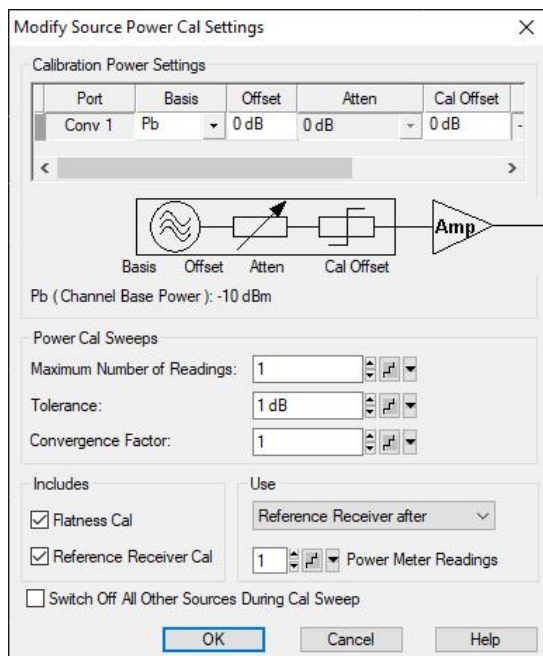 Modify Source Power Cal Settings
Calibration Power Settings
Port Basis Offset Atten Cal Offset
Conv 1 Pb 0 dB 0 dB 0 dB -
Amp
Basis Offset Atten Cal Offset
Pb ( Channel Base Power ): -10 dBm
Power Cal Sweeps
Maximum Number of Readings: 1
Tolerance: 1 dB
Convergence Factor: 1
Includes Use
Flatness Cal Reference Receiver after
Reference Receiver Cal 1 Power Meter Readings
Switch Off All Other Sources During Cal Sweep
OK Cancel Help